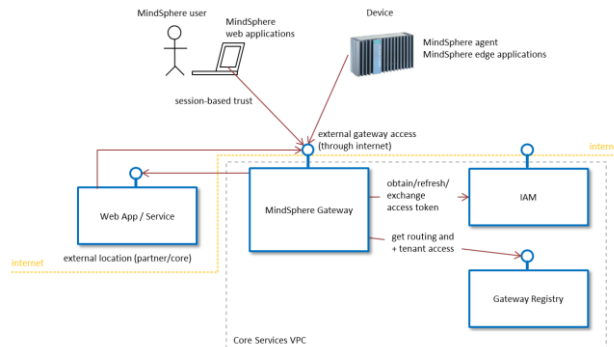 MindSphere user
MindSphere
web applications
Device
MindSphere agent
MindSphere edge applications
session-based trust
external gateway access
(through internet)
intern
Web App / Service
MindSphere Gateway
obtain/refresh/
exchange
access token
IAM
internet
external location (partner/core)
get routing and
+ tenant access
Gateway Registry
Core Services VPC